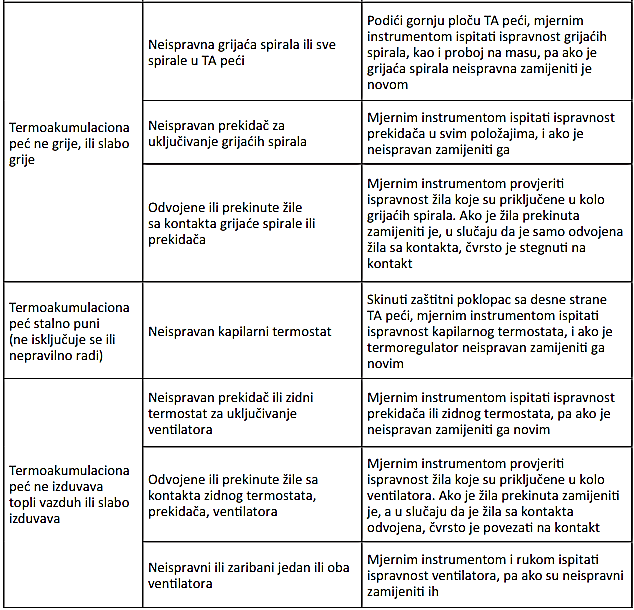 Termoakumulaciona
peć ne grije, ili slabo
grije
Neispravna grijaća spirala ili sve
spirale u TA peći
Podići gornju ploču TA peći, mjernim
instrumentom ispitati ispravnost grijaćih
spirala, kao i proboj na masu, pa ako je
grijaća spirala neispravna zamijeniti je
novom
Neispravan prekidač za
uključivanje grijaćih spirala
Mjernim instrumentom ispitati ispravnost
prekidača u svim položajima, i ako je
neispravan zamijeniti ga
Odvojene ili prekinute žile
sa kontakta grijaće spirale ili
prekidača
Mjernim instrumentom provjeriti
ispravnost žila koje su priključene u kolo
grijaćih spirala. Ako je žila prekinuta
zamijeniti je, u slučaju da je samo odvojena
žila sa kontakta, čvrsto je stegnuti na
kontakt
Termoakumulaciona
peć stalno puni
(ne isključuje se ili
nepravilno radi)
Neispravan kapilarni termostat
Skinuti zaštitni poklopac sa desne strane
TA peći, mjernim instrumentom ispitati
ispravnost kapilarnog termostata, i ako je
termoregulator neispravan zamijeniti ga
novim
Termoakumulaciona
peć ne izduvava
topli vazduh ili slabo
izduvava
Neispravan prekidač ili zidni
termostat za uključivanje
ventilatora
Mjernim instrumentom ispitati ispravnost
prekidača ili zidnog termostata, pa ako je
neispravan zamijeniti ga novim
Odvojene ili prekinute žile sa
kontakta zidnog termostata,
prekidača, ventilatora
Mjernim instrumentom provjeriti
ispravnost žila koje su priključene u kolo
ventilatora. Ako je žila prekinuta zamijeniti
je, a u slučaju da je žila sa kontakta
odvojena, čvrsto je povezati na kontakt
Neispravni ili zaribani jedan ili oba
ventilatora
Mjernim instrumentom i rukom ispitati
ispravnost ventilatora, pa ako su neispravni
zamijeniti ih